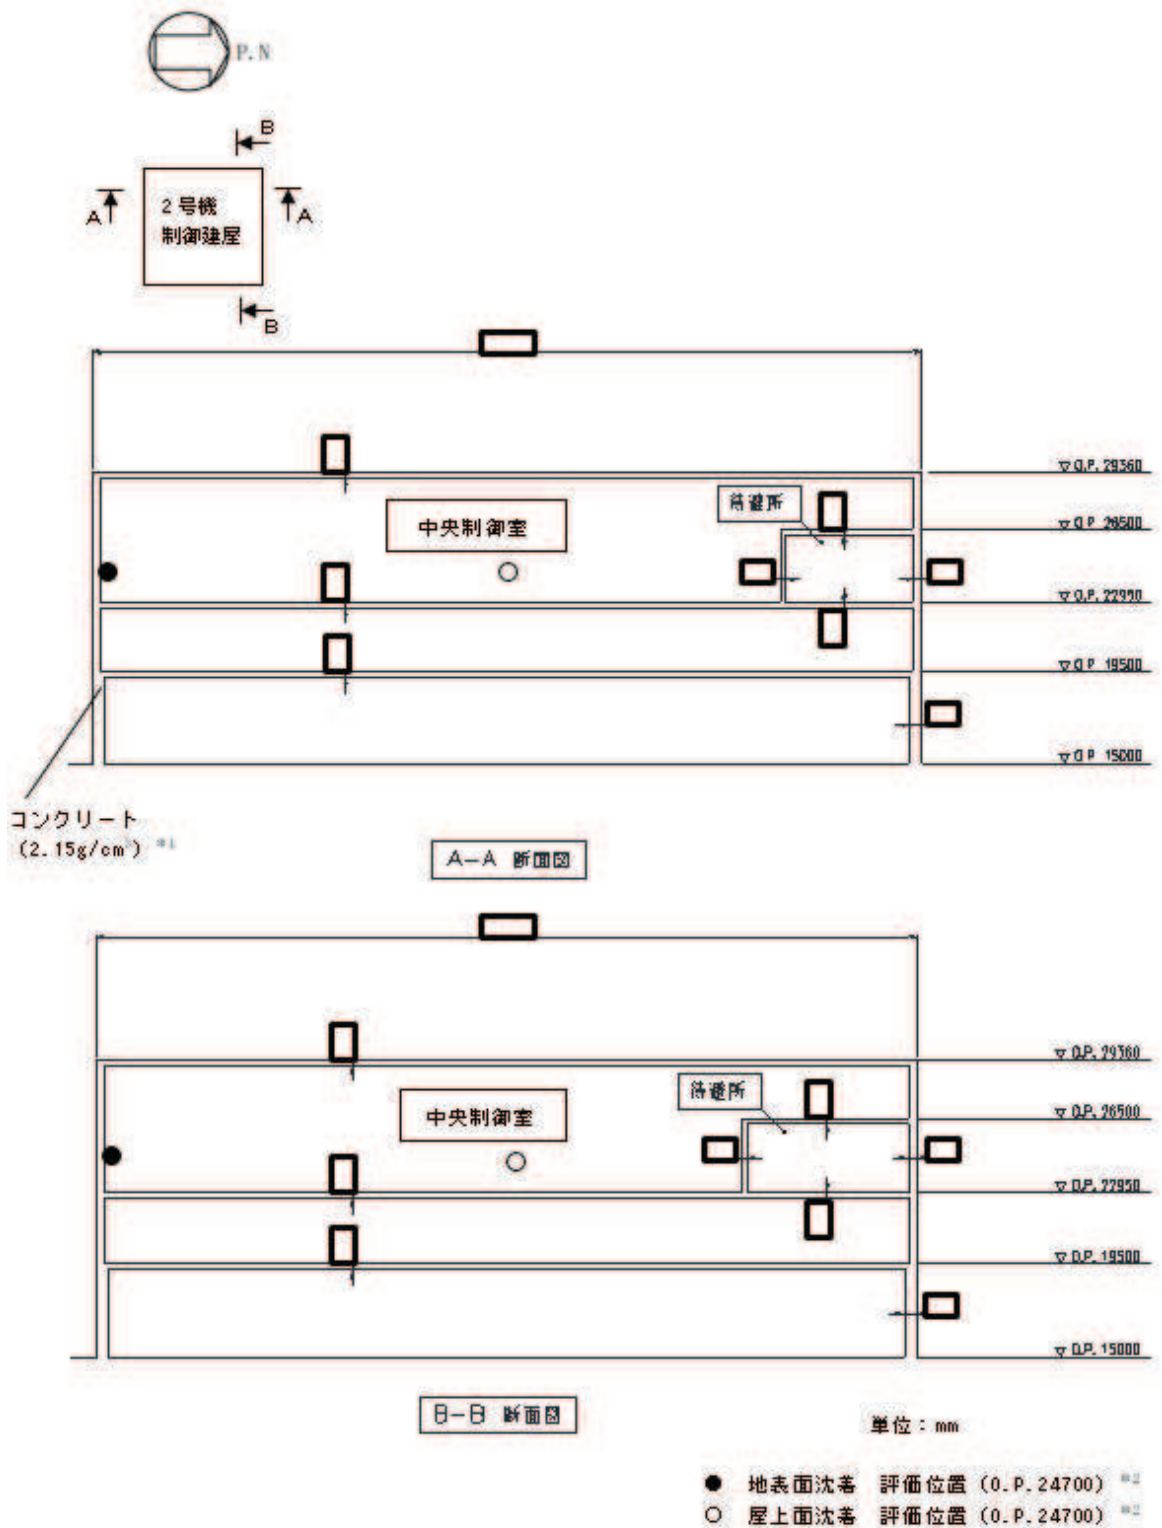 P.N
B
A
2号機
制御建屋
A
B
O.P. 29360
待避所
中央制御室
O.P. 26500
O.P. 22950
O.P. 19500
O.P. 15000
コンクリート
(2.15g/cm³) ※1
A-A 断面図
O.P. 29360
待避所
中央制御室
O.P. 26500
O.P. 22950
O.P. 19500
O.P. 15000
B-B 断面図
単位：mm
● 地表面沈着 評価位置 (O.P.24700) ※2
○ 屋上面沈着 評価位置 (O.P.24700) ※2